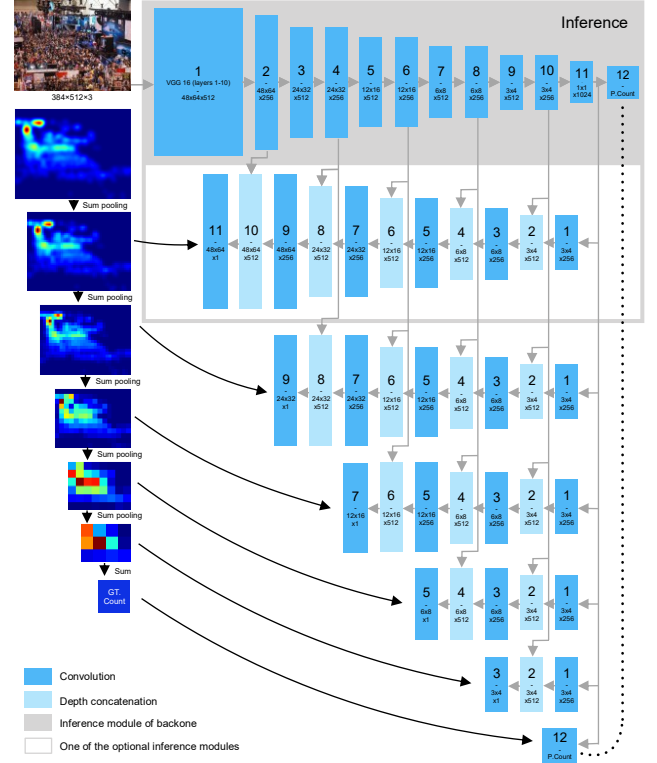 Inference
1
VGG 16 (layers 1-10)
-
48x64x512
2
-
48x64
x256
3
-
24x32
x512
4
-
24x32
x256
5
-
12x16
x512
6
-
12x16
x256
7
-
6x8
x512
8
-
6x8
x256
9
-
3x4
x512
10
-
3x4
x256
11
-
1x1
x1024
12
-
P.Count
384×512×3
Sum pooling
11
-
48x64
x1
10
-
48x64
x512
9
-
48x64
x256
8
-
24x32
x512
7
-
24x32
x256
6
-
12x16
x512
5
-
12x16
x256
4
-
6x8
x512
3
-
6x8
x256
2
-
3x4
x512
1
-
3x4
x256
Sum pooling
9
-
24x32
x1
8
-
24x32
x512
7
-
24x32
x256
6
-
12x16
x512
5
-
12x16
x256
4
-
6x8
x512
3
-
6x8
x256
2
-
3x4
x512
1
-
3x4
x256
Sum pooling
Sum pooling
7
-
12x16
x1
6
-
12x16
x512
5
-
12x16
x256
4
-
6x8
x512
3
-
6x8
x256
2
-
3x4
x512
1
-
3x4
x256
Sum pooling
Sum
GT.
Count
5
-
6x8
x1
4
-
6x8
x512
3
-
6x8
x256
2
-
3x4
x512
1
-
3x4
x256
3
-
3x4
x1
2
-
3x4
x512
1
-
3x4
x256
12
-
P.Count
Convolution
Depth concatenation
Inference module of backone
One of the optional inference modules